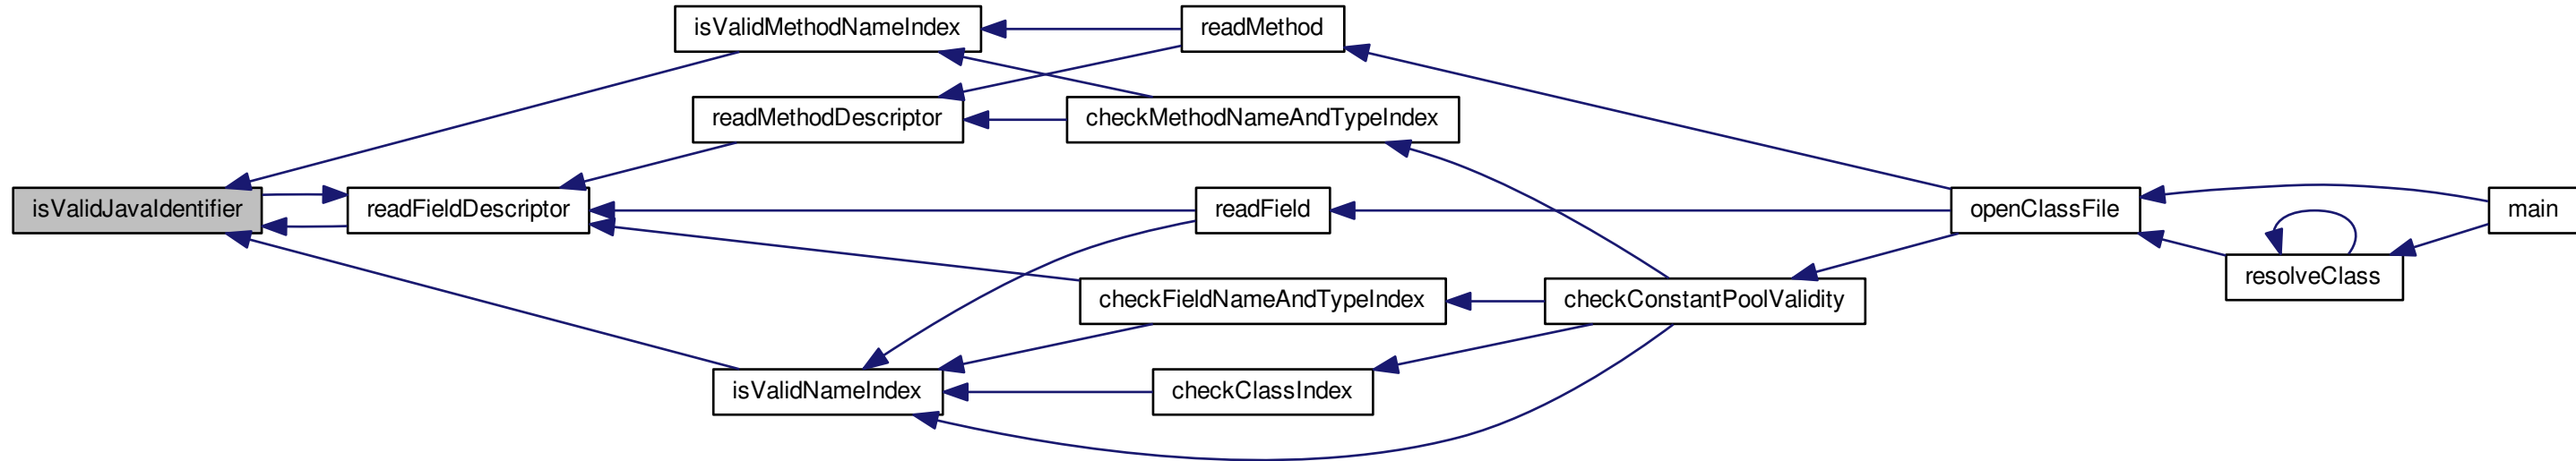 isValidMethodNameIndex
readMethod
readMethodDescriptor
checkMethodNameAndTypeIndex
isValidJavaIdentifier
readFieldDescriptor
readField
openClassFile
main
resolveClass
checkFieldNameAndTypeIndex
checkConstantPoolValidity
isValidNameIndex
checkClassIndex